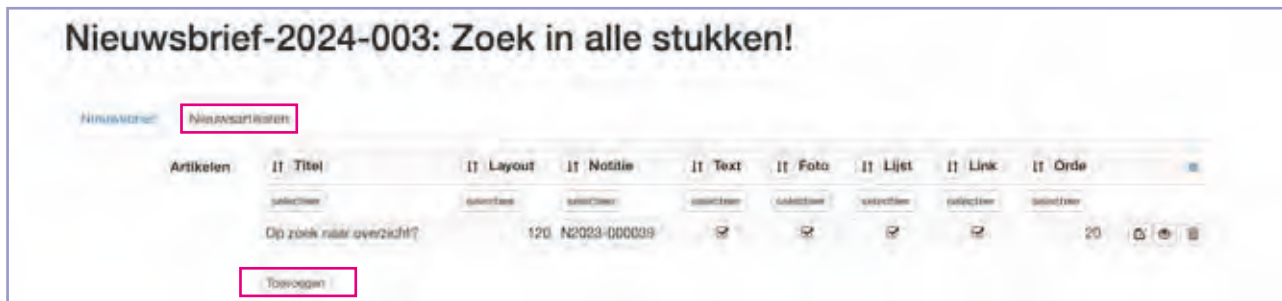 Nieuwsbrief-2024-003: Zoek in alle stukken!
Nieuwsbrief Nieuwsartikelen
Artikelen Titel Layout Notitie Text Foto Lijst Link Orde
selecteer selecteer selecteer selecteer selecteer selecteer selecteer selecteer
Op zoek naar overzicht? 120 N2023-000039 20
Toevoegen